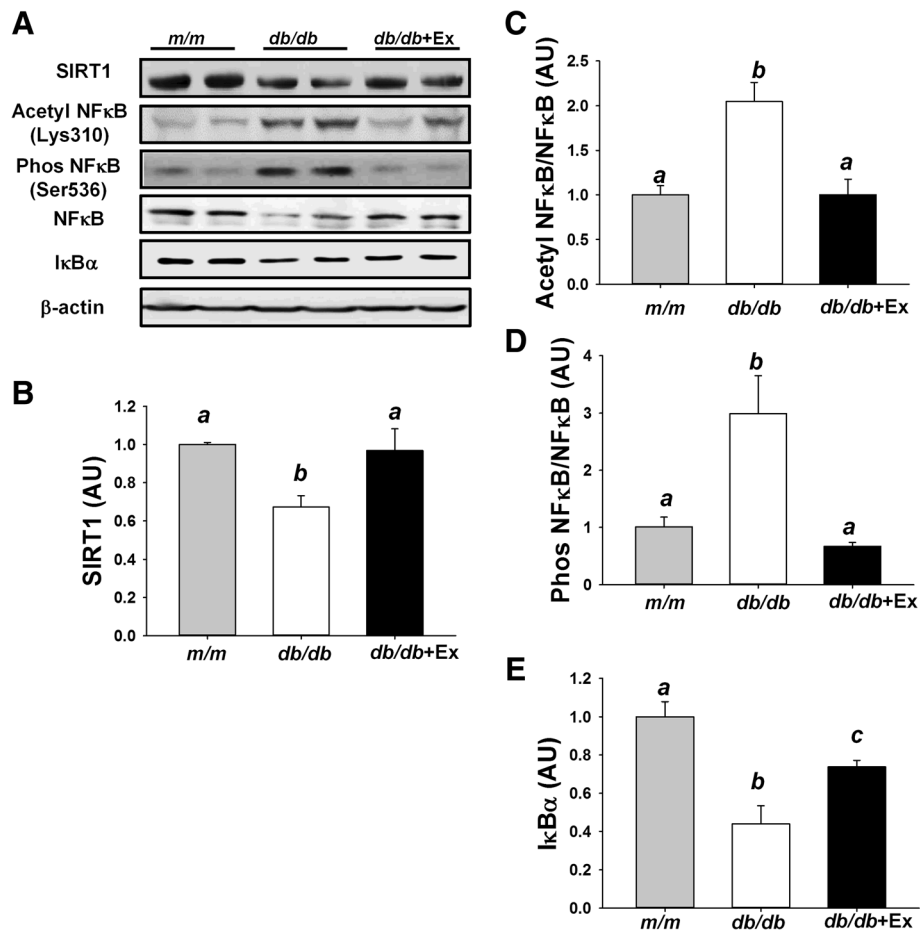 A
m/m db/db db/db+Ex
SIRT1
Acetyl NFκB
(Lys310)
Phos NFκB
(Ser536)
NFκB
IκBα
β-actin
B
SIRT1 (AU)
1.2
1.0
0.8
0.6
0.4
0.2
0.0
a
b
a
m/m db/db db/db+Ex
C
Acetyl NFκB/NFκB (AU)
2.5
2.0
1.5
1.0
0.5
0.0
a
b
a
m/m db/db db/db+Ex
D
Phos NFκB/NFκB (AU)
4
3
2
1
0
a
b
a
m/m db/db db/db+Ex
E
IκBα (AU)
1.2
1.0
0.8
0.6
0.4
0.2
0.0
a
b
c
m/m db/db db/db+Ex